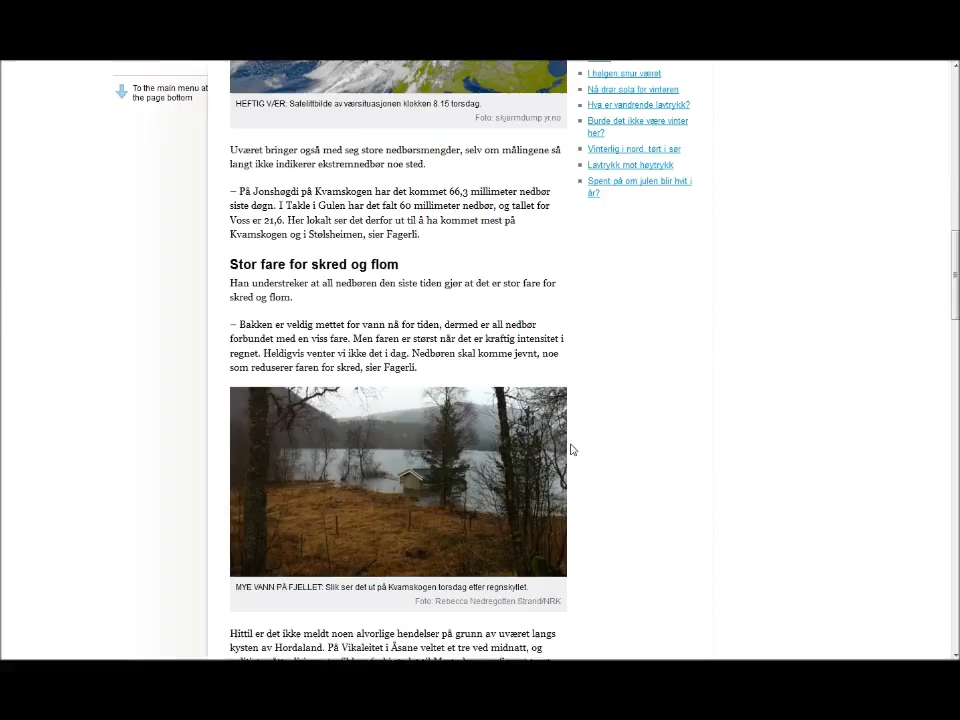 To the main menu at
the page bottom
HEFTIG VÆR: Satelittbilde av værsituasjonen klokken 8.15 torsdag.
Foto: skjermdump yr.no
Uværet bringer også med seg store nedbørsmengder, selv om målingene så
langt ikke indikerer ekstremnedbør noe sted.
– På Jonshøgdi på Kvamskogen har det kommet 66,3 millimeter nedbør
siste døgn. I Takle i Gulen har det falt 60 millimeter nedbør, og tallet for
Voss er 21,6. Her lokalt ser det derfor ut til å ha kommet mest på
Kvamskogen og i Stølsheimen, sier Fagerli.
Stor fare for skred og flom
Han understreker at all nedbøren den siste tiden gjør at det er stor fare for
skred og flom.
– Bakken er veldig mettet for vann nå for tiden, dermed er all nedbør
forbundet med en viss fare. Men faren er størst når det er kraftig intensitet i
regnet. Heldigvis venter vi ikke det i dag. Nedbøren skal komme jevnt, noe
som reduserer faren for skred, sier Fagerli.
MYE VANN PÅ FJELLET: Slik ser det ut på Kvamskogen torsdag etter regnskyllet.
Foto: Rebecca Nedregotten Strand/NRK
Hittil er det ikke meldt noen alvorlige hendelser på grunn av uværet langs
kysten av Hordaland. På Vikaleitet i Åsane veltet et tre ved midnatt, og
I helgen snur været
Nå drar sola for vinteren
Hva er vandrende lavtrykk?
Burde det ikke være vinter
her?
Vinterlig i nord, tørt i sør
Lavtrykk mot høytrykk
Spent på om julen blir hvit i
år?